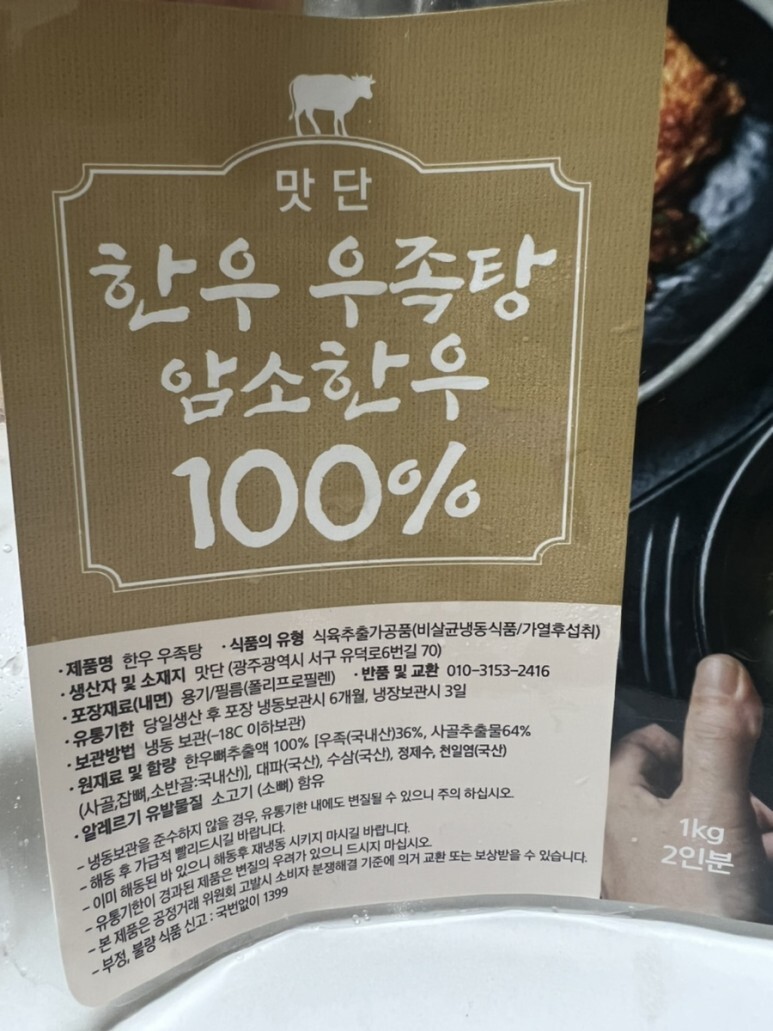 맛단
한우 우족탕
암소한우
100%
· 제품명 한우 우족탕 · 식품의 유형 식육추출가공품(비살균냉동식품/가열후섭취)
· 생산자 및 소재지 맛단 (광주광역시 서구 유덕로6번길 70)
· 포장재료(내면) 용기/필름(폴리프로필렌) · 반품 및 교환 010-3153-2416
· 유통기한 당일생산 후 포장 냉동보관시 6개월, 냉장보관시 3일
· 보관방법 냉동 보관(-18C 이하보관)
· 원재료 및 함량 한우뼈추출액 100% [우족(국내산)36%, 사골추출물64%
(사골,잡뼈,소반골:국내산)], 대파(국산), 수삼(국산), 정제수, 천일염(국산)
· 알레르기 유발물질 소고기 (소뼈) 함유
- 냉동보관을 준수하지 않을 경우, 유통기한 내에도 변질될 수 있으니 주의 하십시오.
- 해동 후 가급적 빨리드시길 바랍니다.
- 이미 해동된 바 있으니 해동후 재냉동 시키지 마시길 바랍니다.
- 유통기한이 경과된 제품은 변질의 우려가 있으니 드시지 마십시오.
- 본 제품은 공정거래 위원회 고발시 소비자 분쟁해결 기준에 의거 교환 또는 보상받을 수 있습니다.
- 부정, 불량 식품 신고 : 국번없이 1399
1kg
2인분